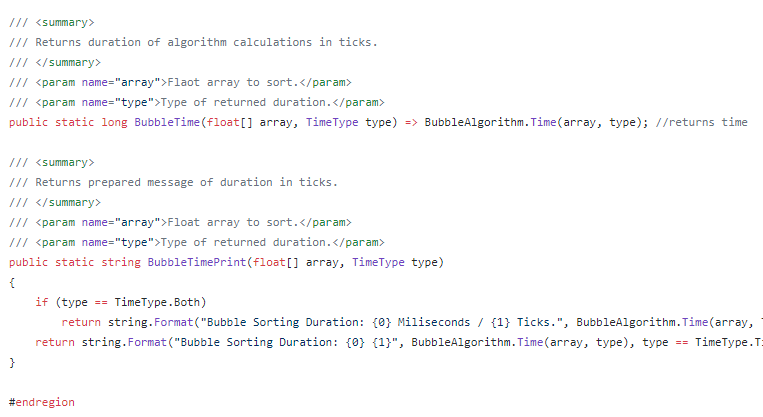 /// <summary>
/// Returns duration of algorithm calculations in ticks.
/// </summary>
/// <param name="array">Flaot array to sort.</param>
/// <param name="type">Type of returned duration.</param>
public static long BubbleTime(float[] array, TimeType type) => BubbleAlgorithm.Time(array, type); //returns time
/// <summary>
/// Returns prepared message of duration in ticks.
/// </summary>
/// <param name="array">Float array to sort.</param>
/// <param name="type">Type of returned duration.</param>
public static string BubbleTimePrint(float[] array, TimeType type)
{
if (type == TimeType.Both)
return string.Format("Bubble Sorting Duration: {0} Miliseconds / {1} Ticks.", BubbleAlgorithm.Time(array,
return string.Format("Bubble Sorting Duration: {0} {1}", BubbleAlgorithm.Time(array, type), type == TimeType.Ti
}
#endregion